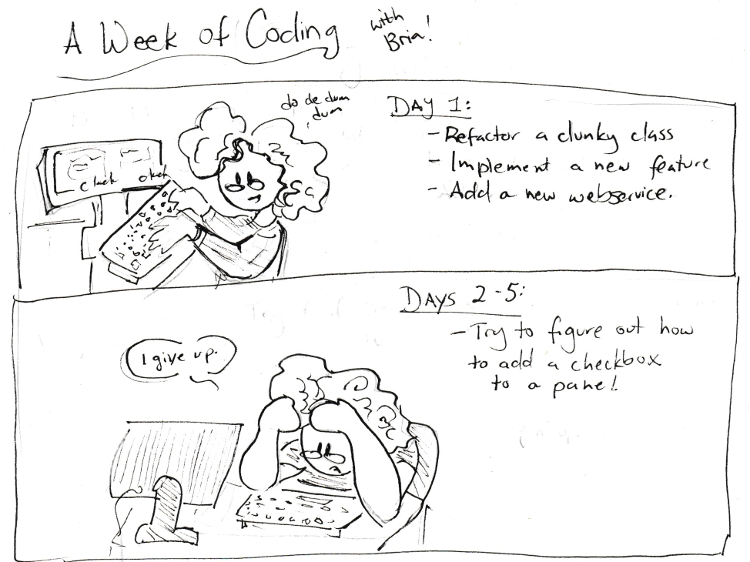 A Week of Coding
with
Bria!
do de dum
dum
DAY 1:
- Refactor a clunky class
- Implement a new feature
- Add a new webservice.
clack clack
DAYS 2-5:
- Try to figure out how
to add a checkbox
to a panel
I give up.